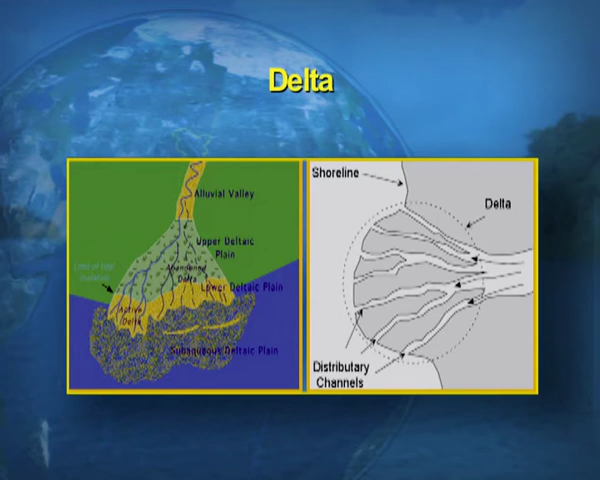 Delta
Alluvial Valley
Upper Deltaic
Plain
Abandoned
Delta
Lower Deltaic Plain
Active
Delta
Subaqueous Deltaic Plain
Shoreline
Delta
Distributary
Channels